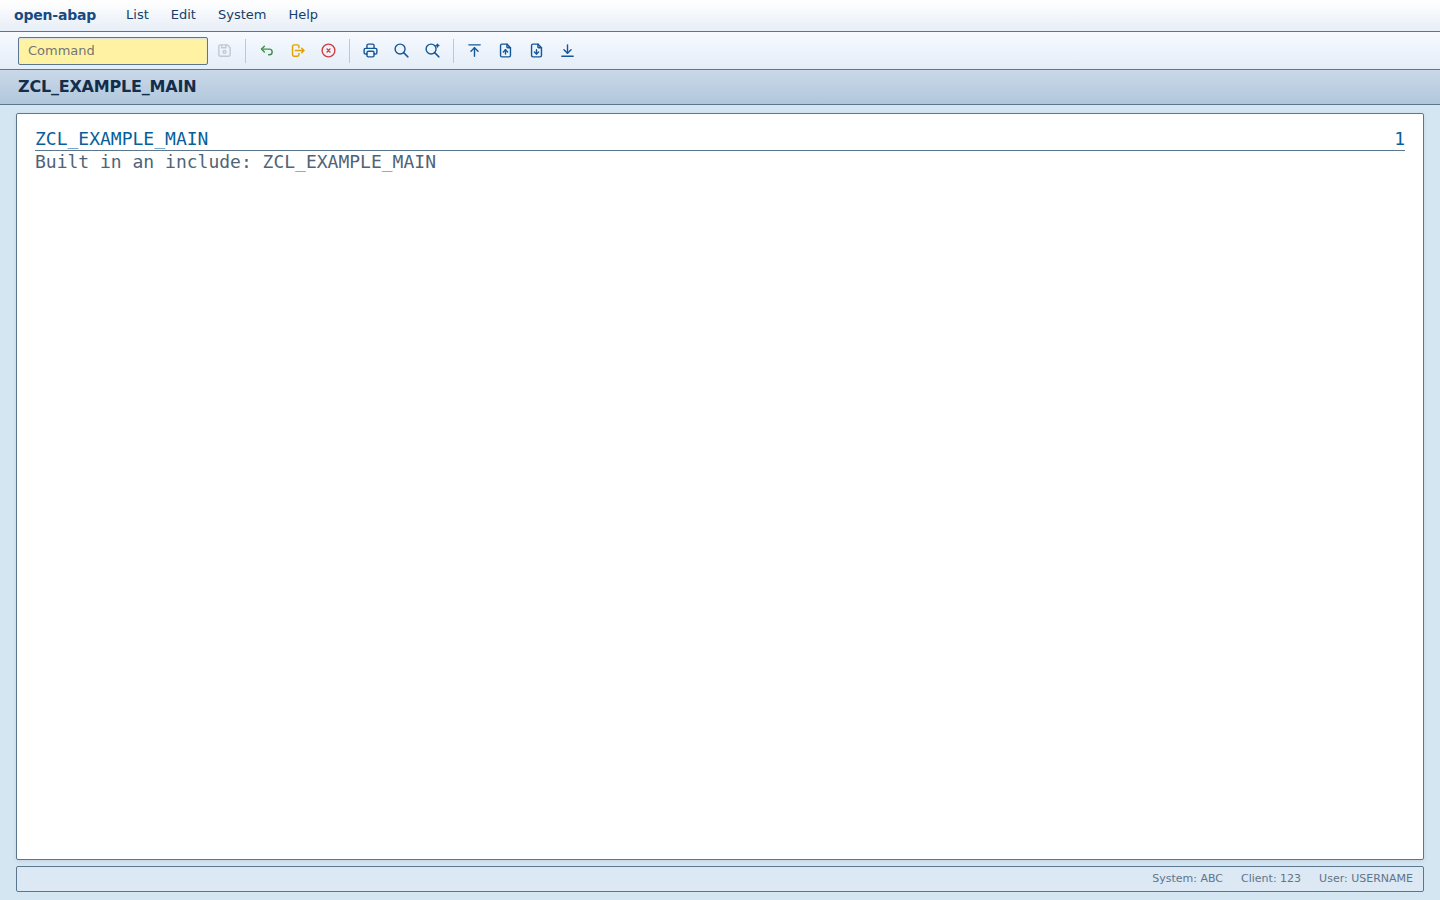 open-abap List Edit System Help
Command
ZCL_EXAMPLE_MAIN
ZCL_EXAMPLE_MAIN 1
Built in an include: ZCL_EXAMPLE_MAIN
System: ABC Client: 123 User: USERNAME